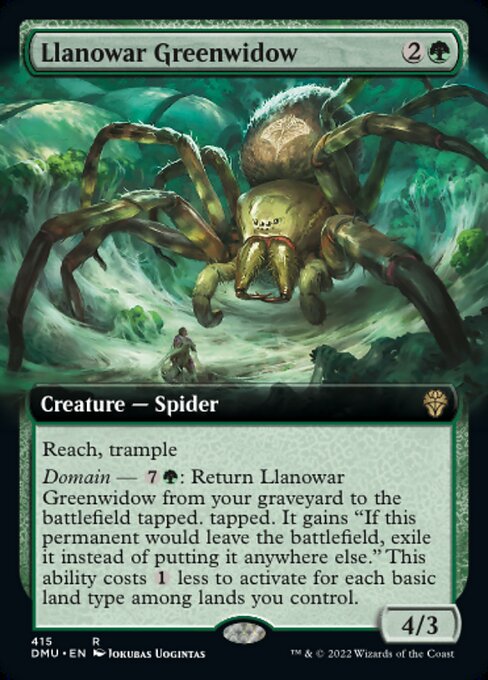 Llanowar Greenwidow 2
Creature — Spider
Reach, trample
Domain — 7 : Return Llanowar
Greenwidow from your graveyard to the
battlefield tapped. tapped. It gains “If this
permanent would leave the battlefield, exile
it instead of putting it anywhere else.” This
ability costs 1 less to activate for each basic
land type among lands you control.
4/3
415 R
DMU • EN Jokubas Uogintas
™ & © 2022 Wizards of the Coast